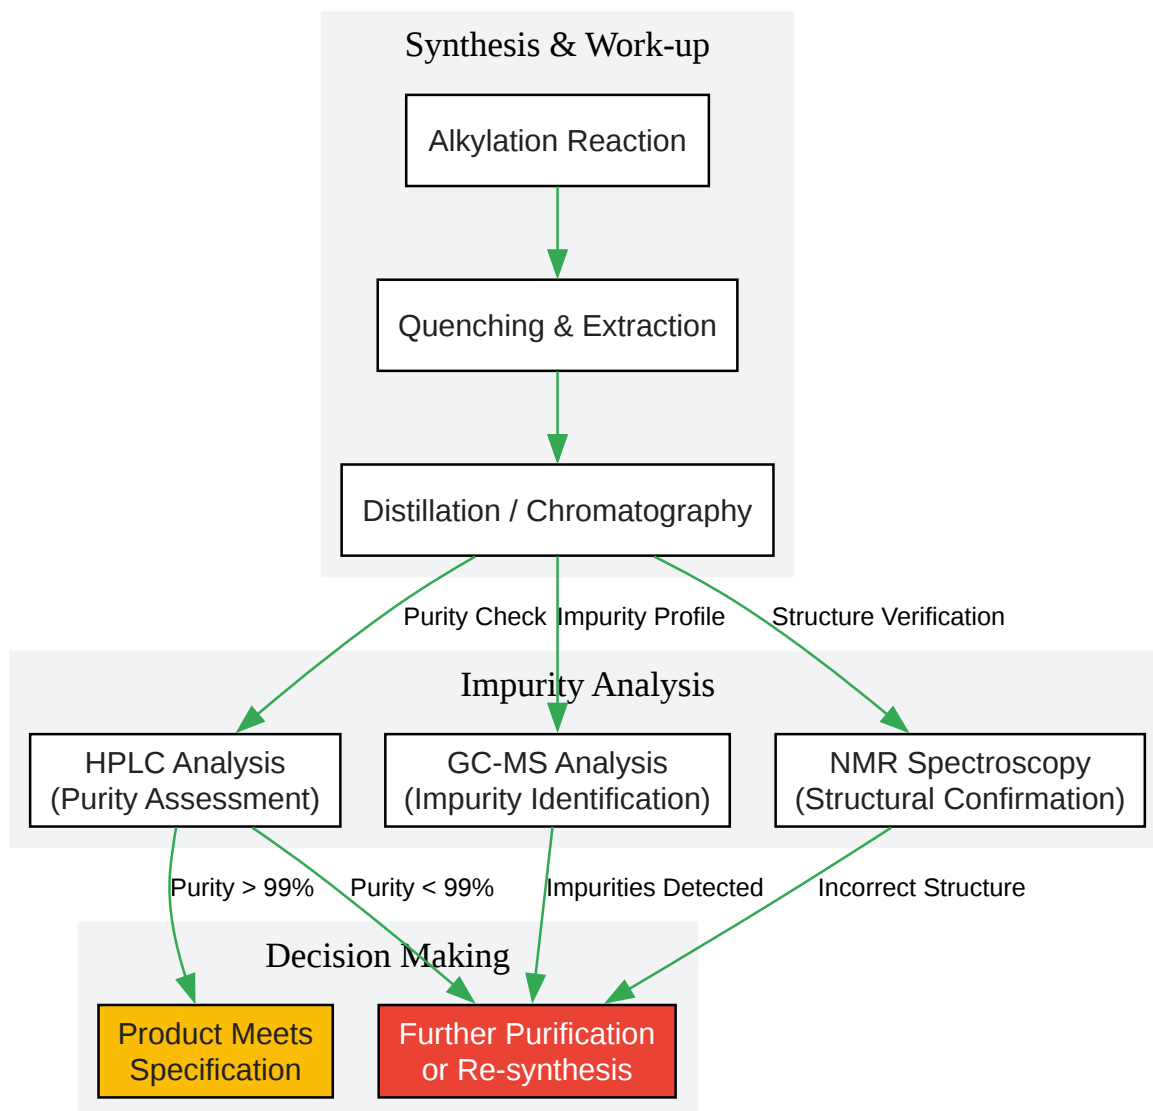 Synthesis & Work-up
Alkylation Reaction
Quenching & Extraction
Distillation / Chromatography
Purity Check
Impurity Profile
Structure Verification
Impurity Analysis
HPLC Analysis
(Purity Assessment)
GC-MS Analysis
(Impurity Identification)
NMR Spectroscopy
(Structural Confirmation)
Purity > 99%
Purity < 99%
Impurities Detected
Incorrect Structure
Decision Making
Product Meets
Specification
Further Purification
or Re-synthesis